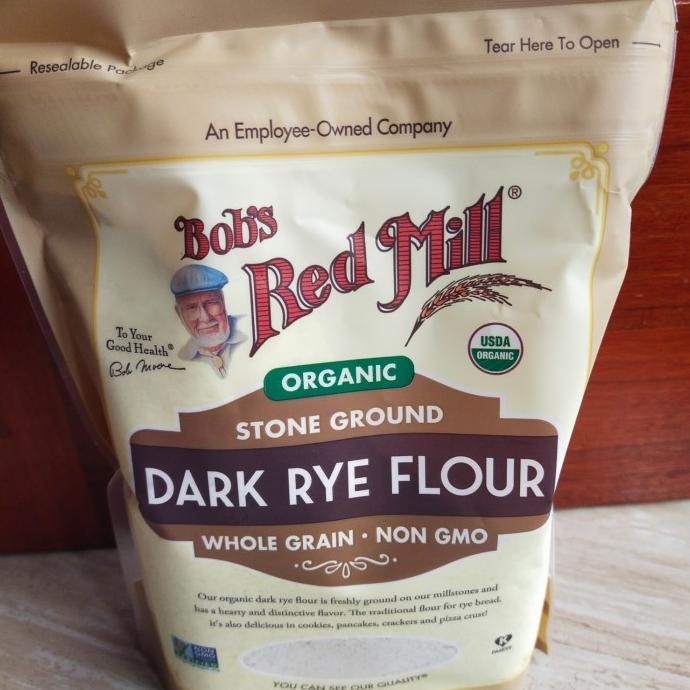 Tear Here To Open
Resealable Package
An Employee-Owned Company
Bob's
Red Mill®
To Your
Good Health®
Bob Moore
USDA
ORGANIC
ORGANIC
STONE GROUND
DARK RYE FLOUR
WHOLE GRAIN · NON GMO
Our organic dark rye flour is freshly ground on our millstones and
has a hearty and distinctive flavor. The traditional flour for rye bread,
it's also delicious in cookies, pancakes, crackers and pizza crust!
NON
GMO
K
PAREVE
YOU CAN SEE OUR QUALITY®